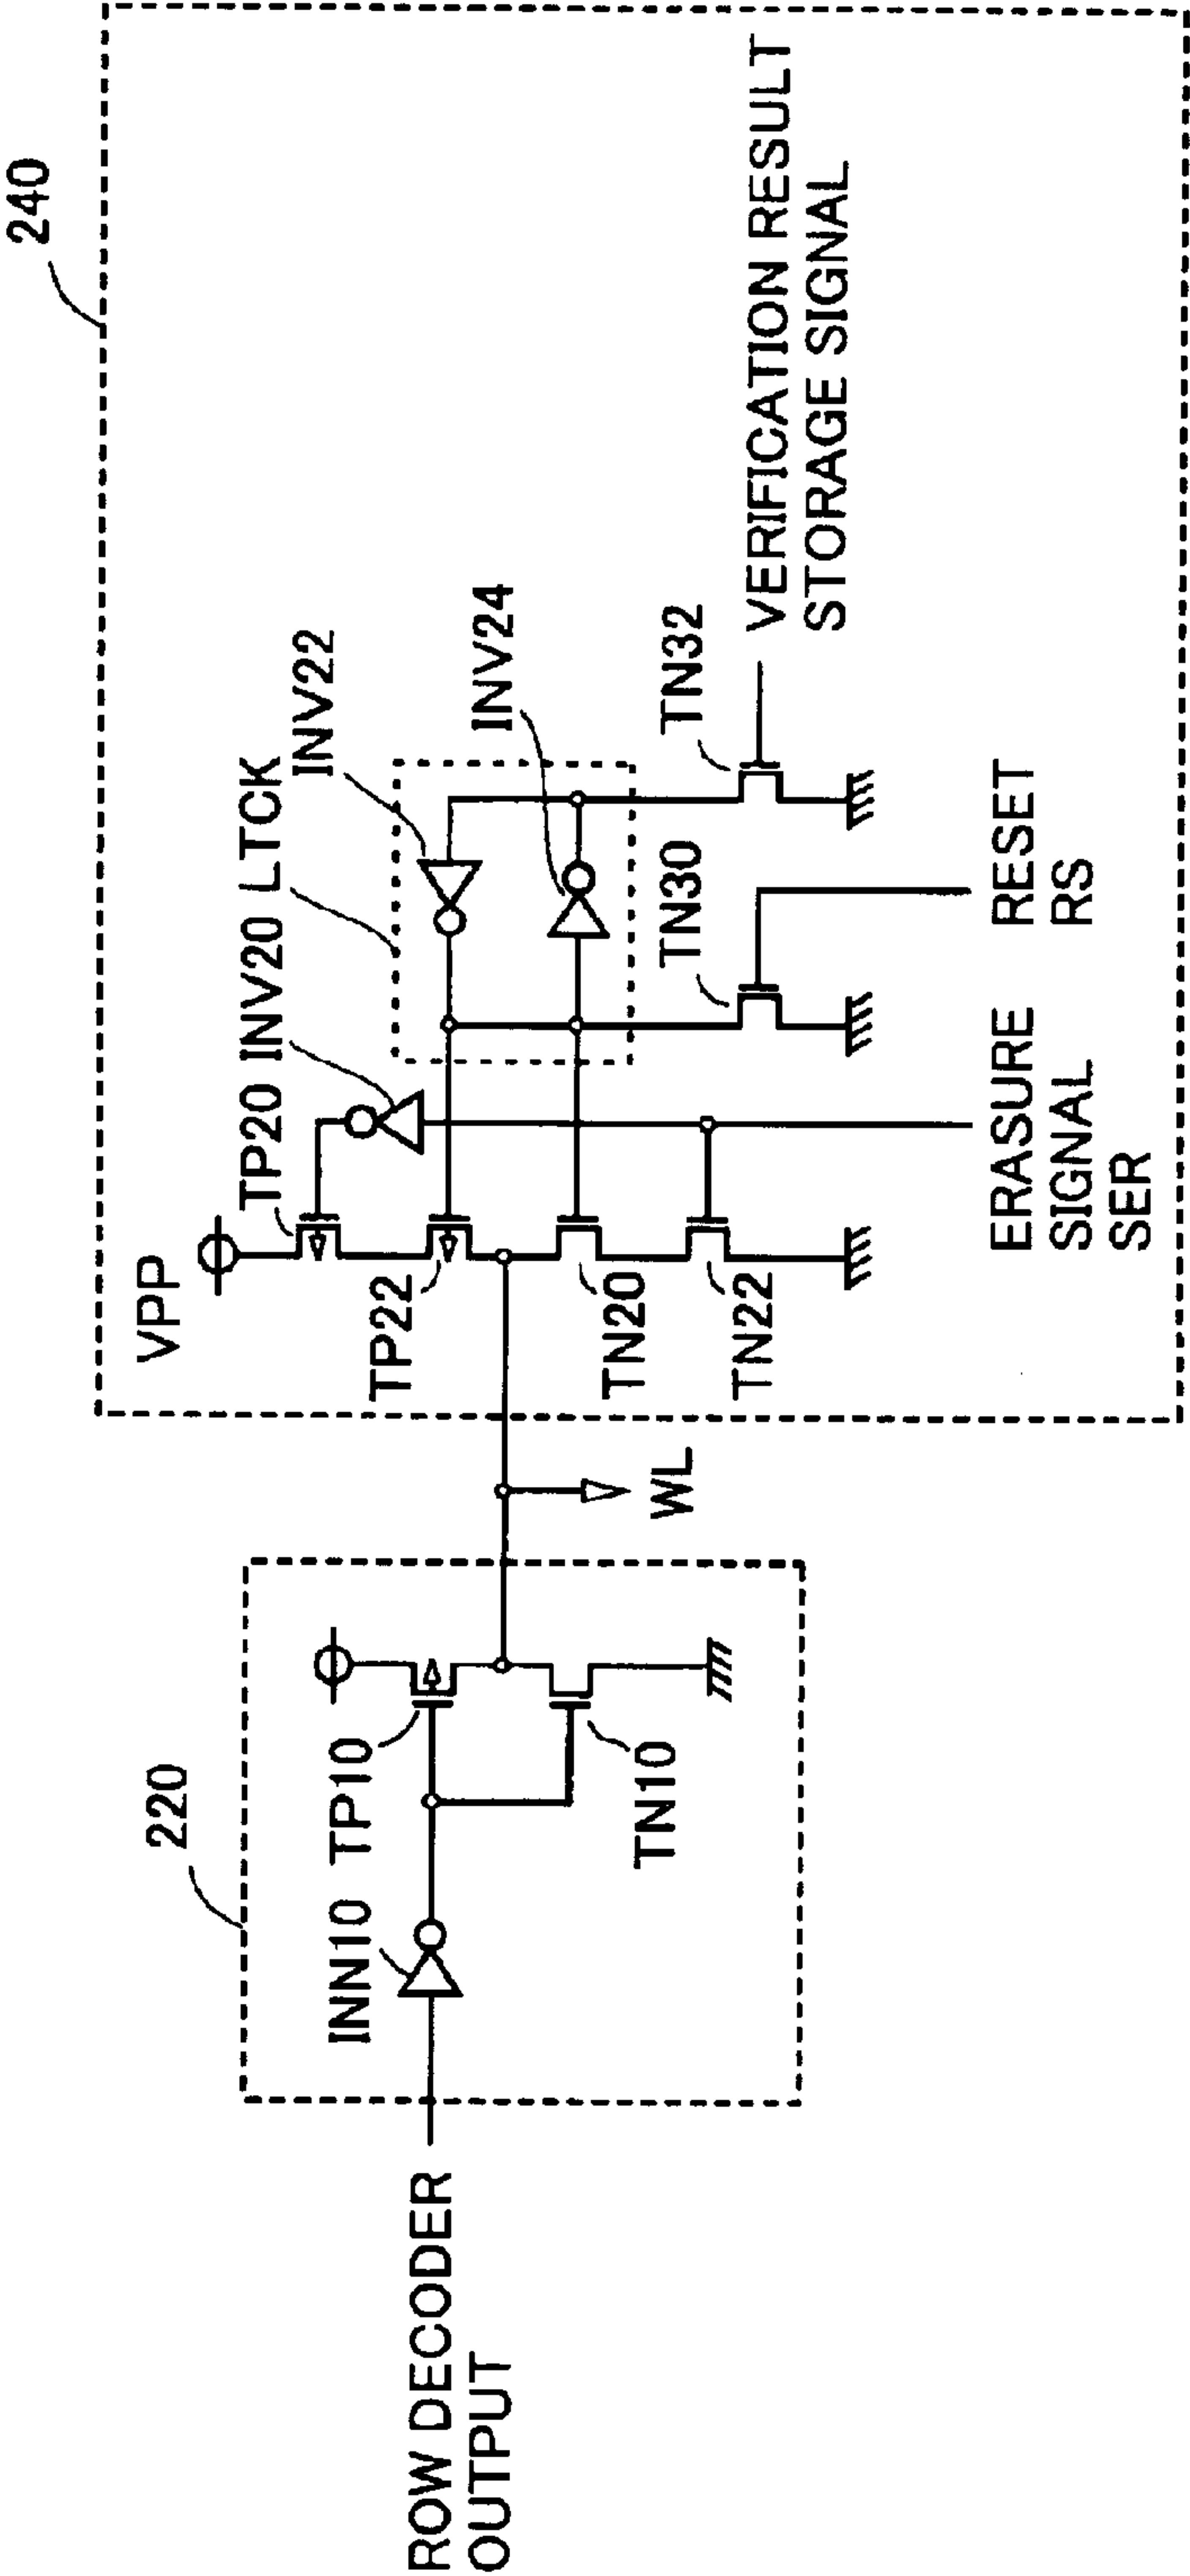 240
VPP
TP20
INV20
LTCK
INV22
INV24
TP22
TN20
TN22
TN30
TN32
VERIFICATION RESULT
STORAGE SIGNAL
RESET
RS
ERASURE
SIGNAL
SER
WL
220
INN10
TP10
TN10
ROW DECODER
OUTPUT